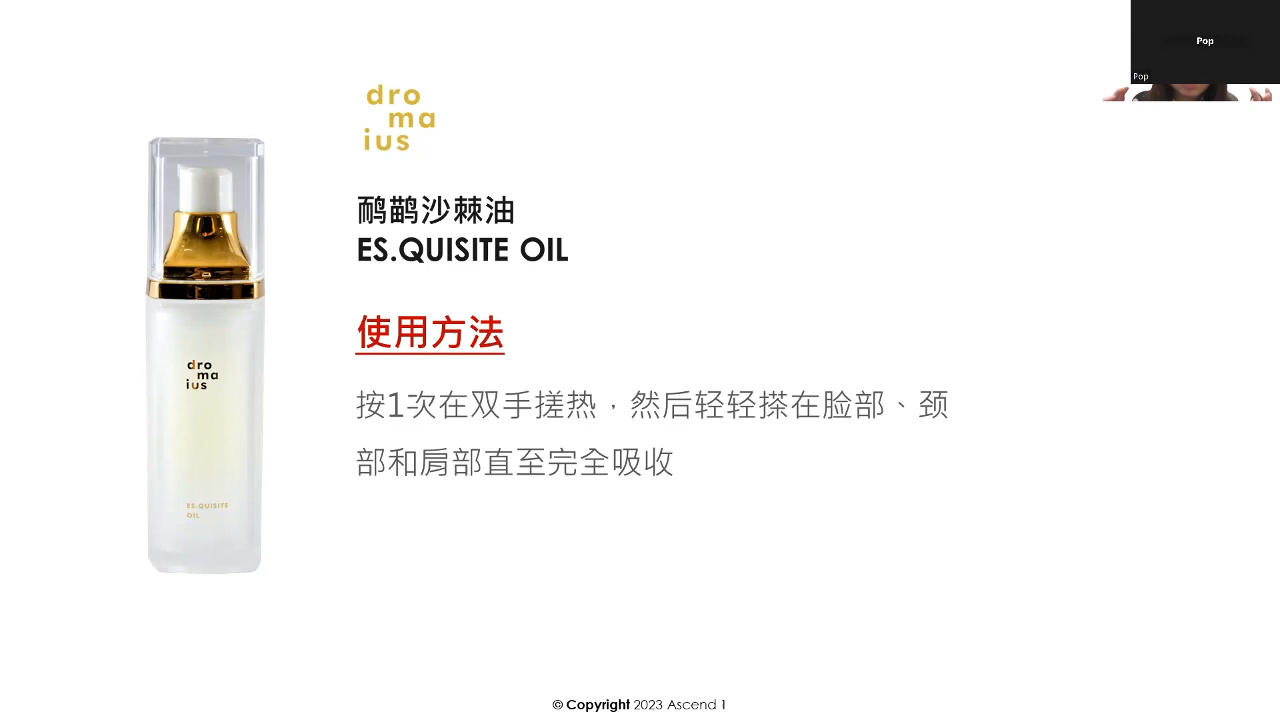 Pop
Pop
dro
ma
ius
鸸鹋沙棘油
ES.QUISITE OIL
使用方法
按1次在双手搓热，然后轻轻搽在脸部、颈
部和肩部直至完全吸收
dro
ma
ius
ES.QUISITE
OIL
© Copyright 2023 Ascend 1